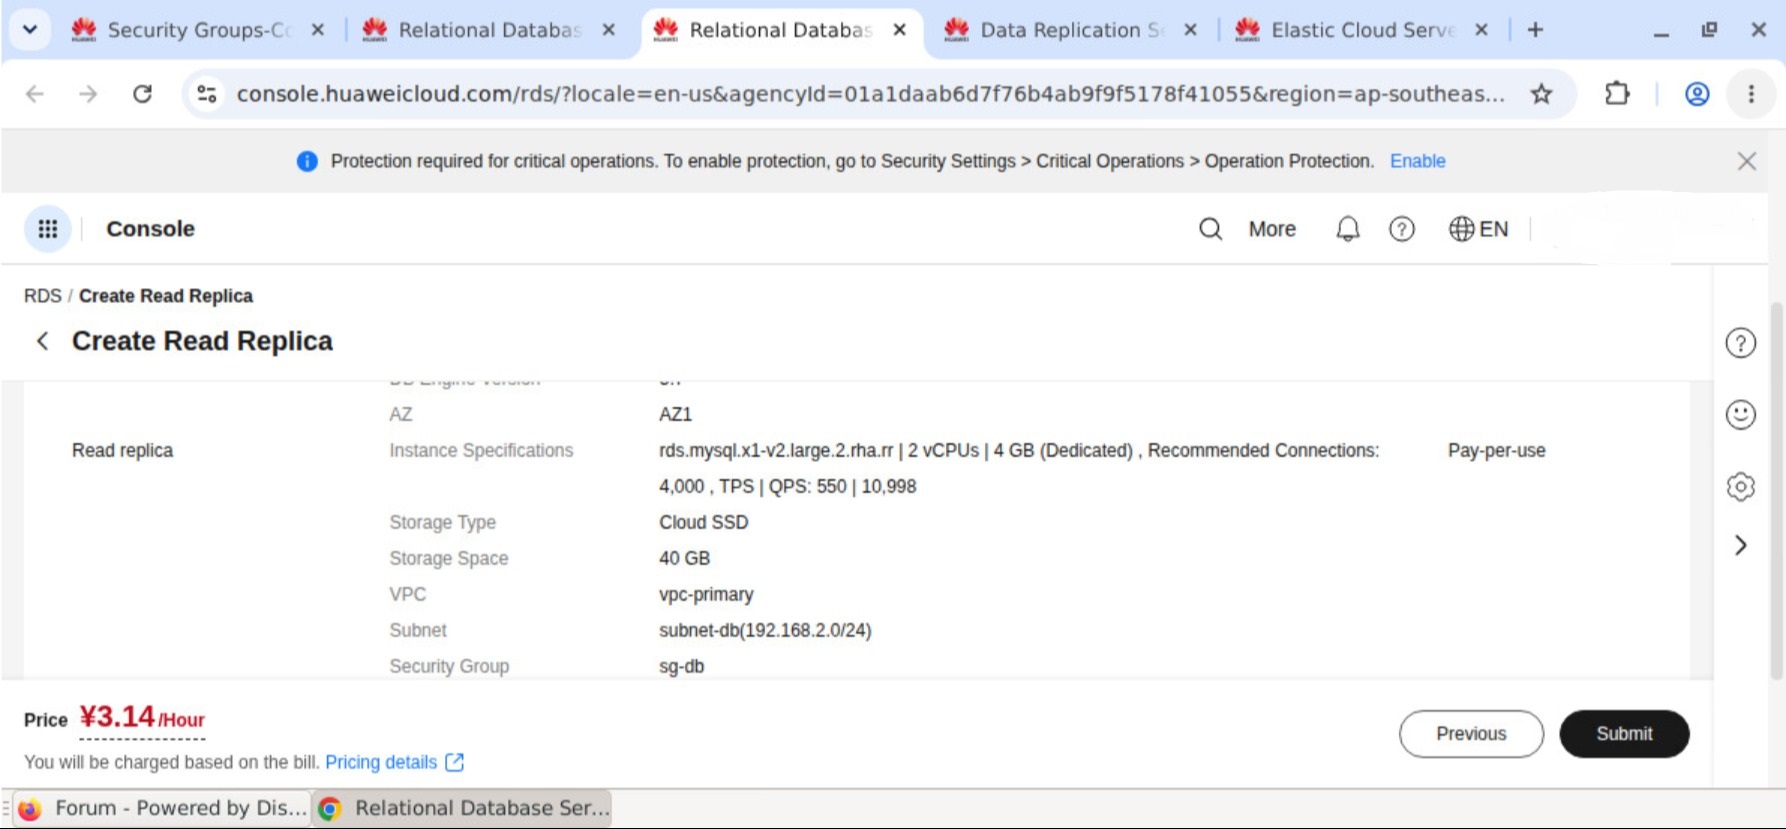 Security Groups-Co
Relational Databas
Relational Databas
Data Replication Se
Elastic Cloud Serve
console.huaweicloud.com/rds/?locale=en-us&agencyId=01a1daab6d7f76b4ab9f9f5178f41055&region=ap-southeas...
Protection required for critical operations. To enable protection, go to Security Settings > Critical Operations > Operation Protection. Enable
Console
More
EN
RDS / Create Read Replica
Create Read Replica
DB Engine Version
AZ AZ1
Read replica Instance Specifications rds.mysql.x1-v2.large.2.rha.rr | 2 vCPUs | 4 GB (Dedicated) , Recommended Connections: Pay-per-use
4,000 , TPS | QPS: 550 | 10,998
Storage Type Cloud SSD
Storage Space 40 GB
VPC vpc-primary
Subnet subnet-db(192.168.2.0/24)
Security Group sg-db
Price ¥3.14/Hour
Previous
Submit
You will be charged based on the bill. Pricing details
Forum - Powered by Dis...
Relational Database Ser...